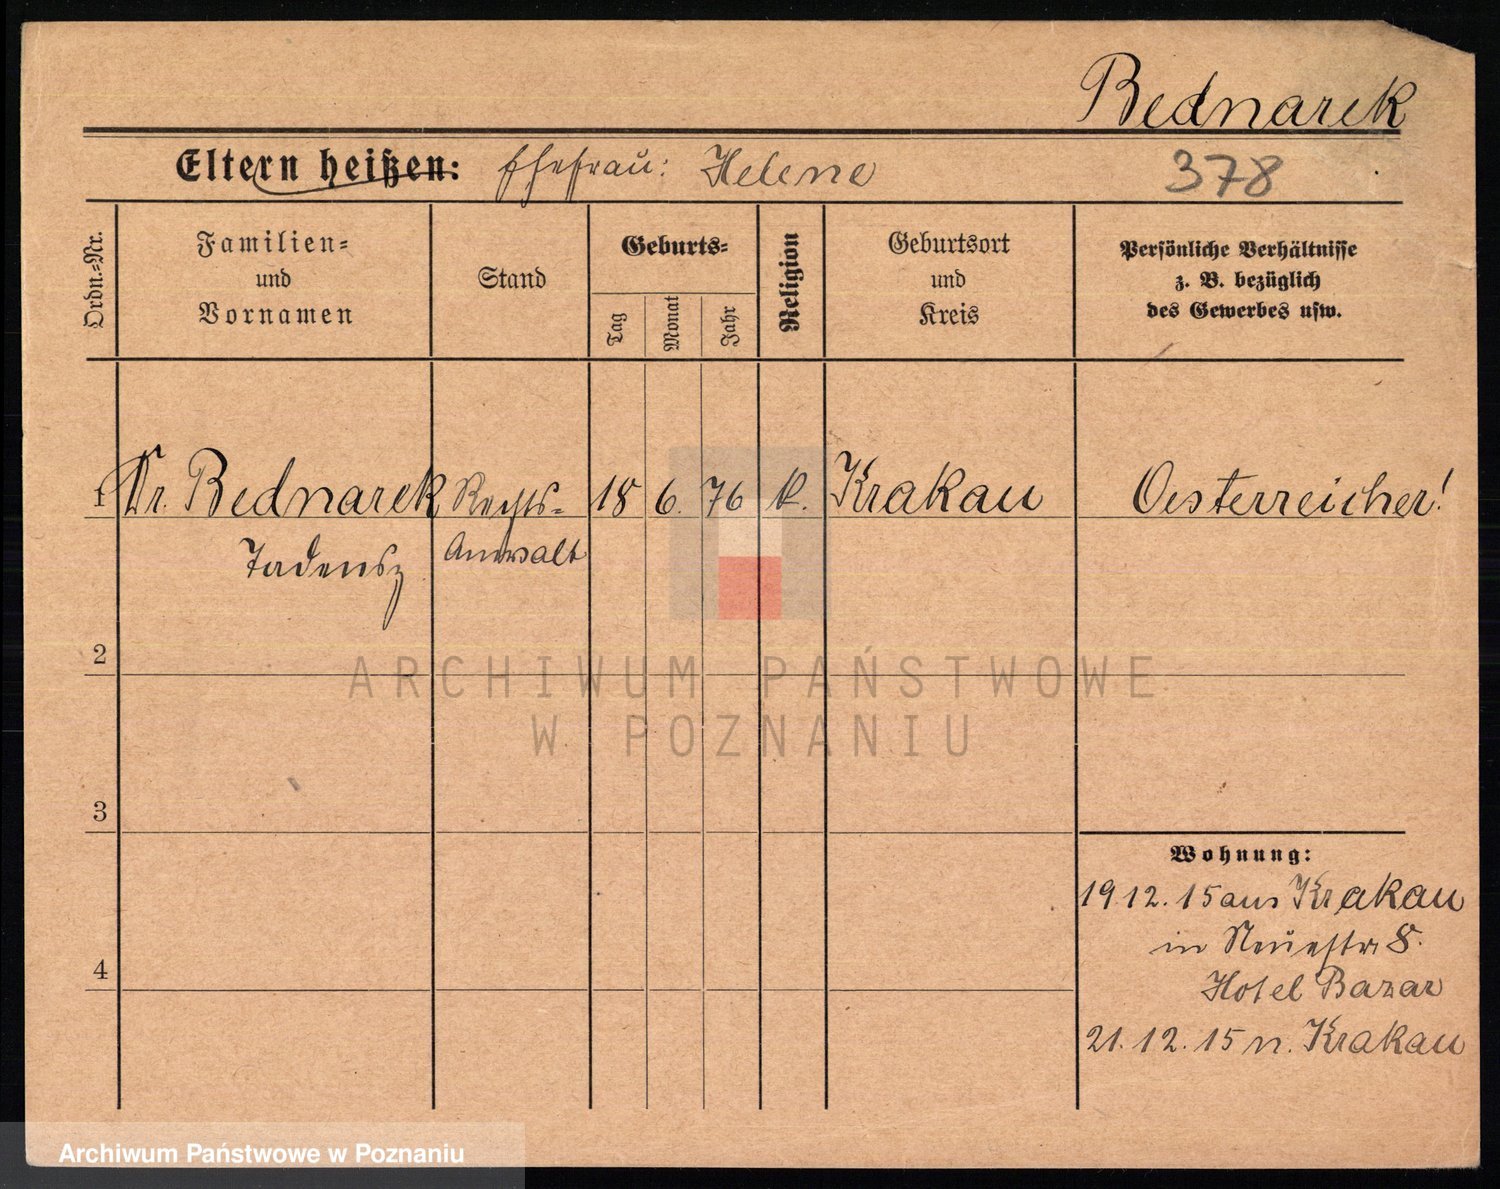 Bednarek
Eltern heißen: Ehefrau: Helene
378
Ordn.-Nr.
Familien-
und
Vornamen
Stand
Geburts-
Tag
Monat
Jahr
Religion
Geburtsort
und
Kreis
Persönliche Verhältnisse
z. B. bezüglich
des Gewerbes usw.
1 Dr. Bednarek Rechts- 18 6. 76 k. Krakau Oesterreicher!
Tadeusz Anwalt
2
3
4
Wohnung:
19 12. 15 aus Krakau
in Neuestr 8.
Hotel Bazar
21. 12. 15 n. Krakau
ARCHIWUM PAŃSTWOWE
W POZNANIU
Archiwum Państwowe w Poznaniu